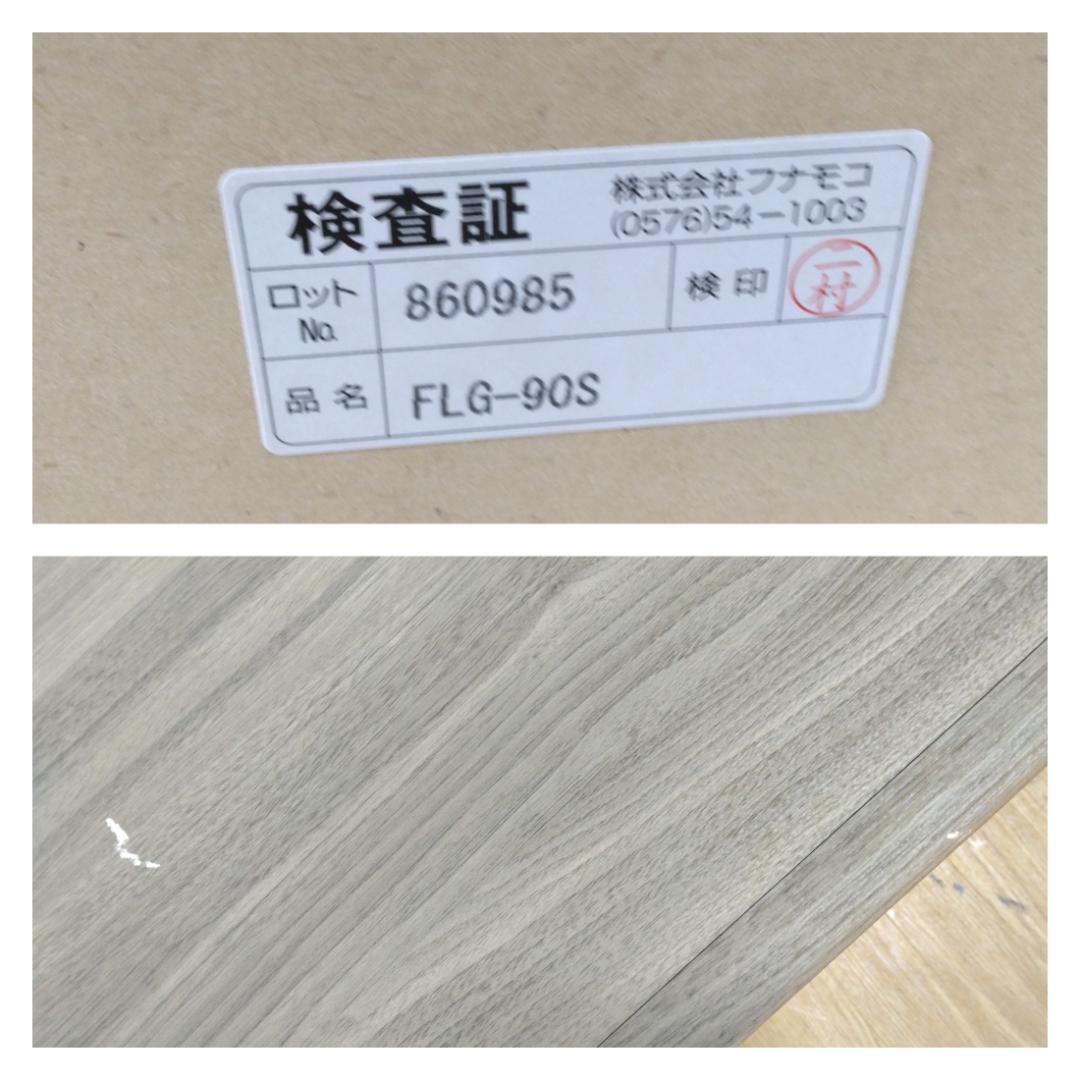 検査証
株式会社フナモコ
(0576)54-1003
ロット No. 860985 検印 二村
品名 FLG-90S